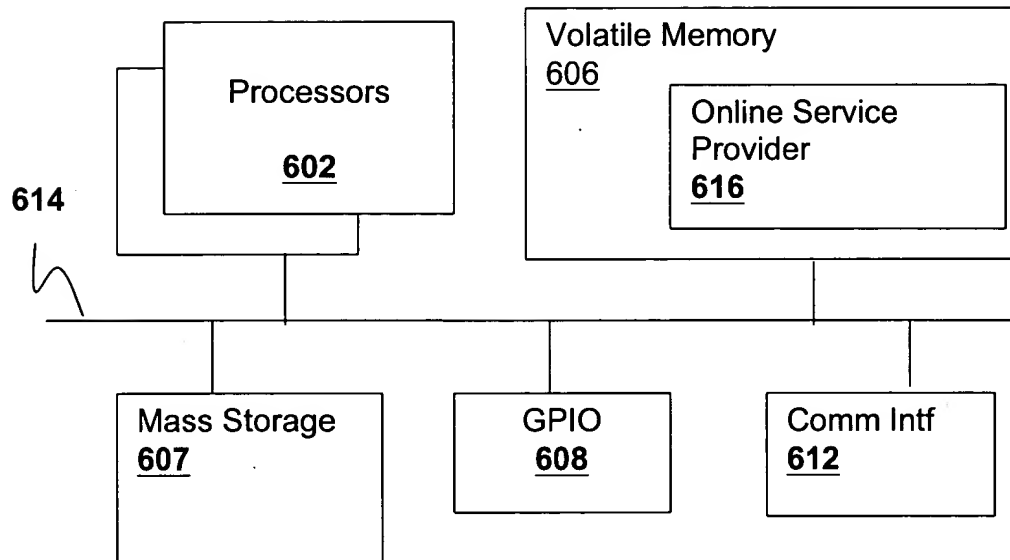 Processors
602
Volatile Memory
606
Online Service
Provider
616
614
Mass Storage
607
GPIO
608
Comm Intf
612